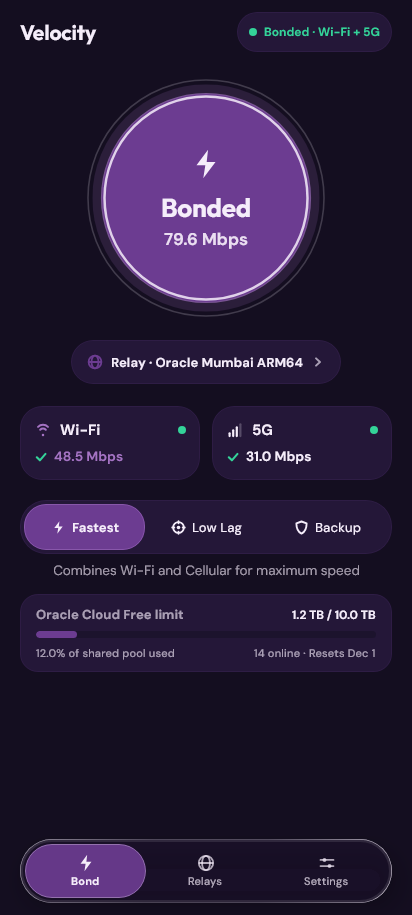 Velocity
Bonded · Wi-Fi + 5G
Bonded
79.6 Mbps
Relay · Oracle Mumbai ARM64
Wi-Fi
48.5 Mbps
5G
31.0 Mbps
Fastest
Low Lag
Backup
Combines Wi-Fi and Cellular for maximum speed
Oracle Cloud Free limit
1.2 TB / 10.0 TB
12.0% of shared pool used
14 online · Resets Dec 1
Bond
Relays
Settings